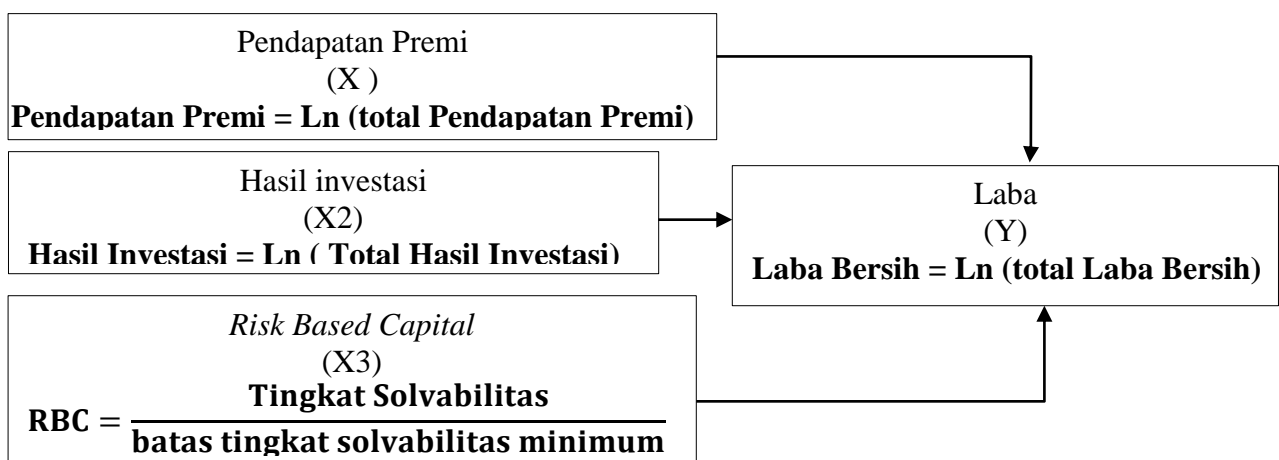 Pendapatan Premi
(X )
Pendapatan Premi = Ln (total Pendapatan Premi)
Hasil investasi
(X2)
Hasil Investasi = Ln ( Total Hasil Investasi)
Laba
(Y)
Laba Bersih = Ln (total Laba Bersih)
Risk Based Capital
(X3)
RBC = Tingkat Solvabilitas
batas tingkat solvabilitas minimum